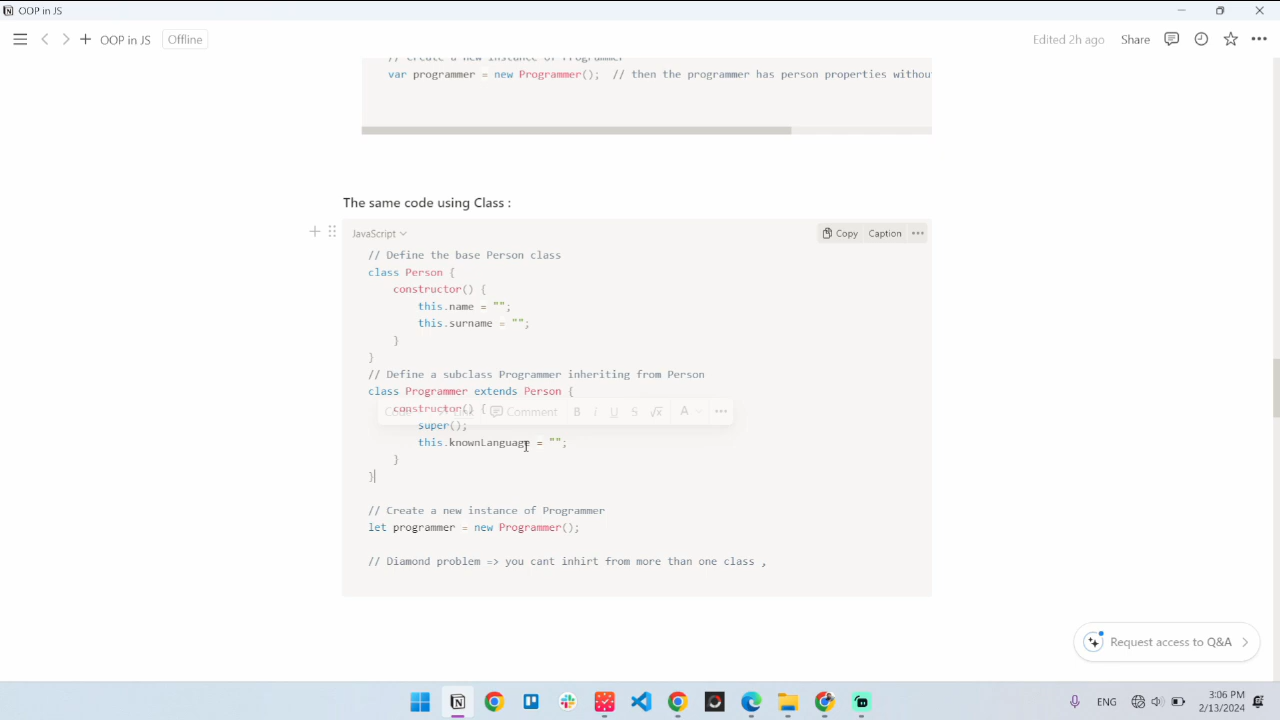 OOP in JS
OOP in JS Offline Edited 2h ago Share
// Create a new instance of Programmer
var programmer = new Programmer();  // then the programmer has person properties withou
The same code using Class :
JavaScript Copy Caption
// Define the base Person class
class Person {
    constructor() {
        this.name = "";
        this.surname = "";
    }
}
// Define a subclass Programmer inheriting from Person
class Programmer extends Person {
    constructor() {
Code Link Comment B i U S √x A
        super();
        this.knownLanguage = "";
    }
}
// Create a new instance of Programmer
let programmer = new Programmer();
// Diamond problem => you cant inhirt from more than one class ,
Request access to Q&A
ENG 3:06 PM
2/13/2024